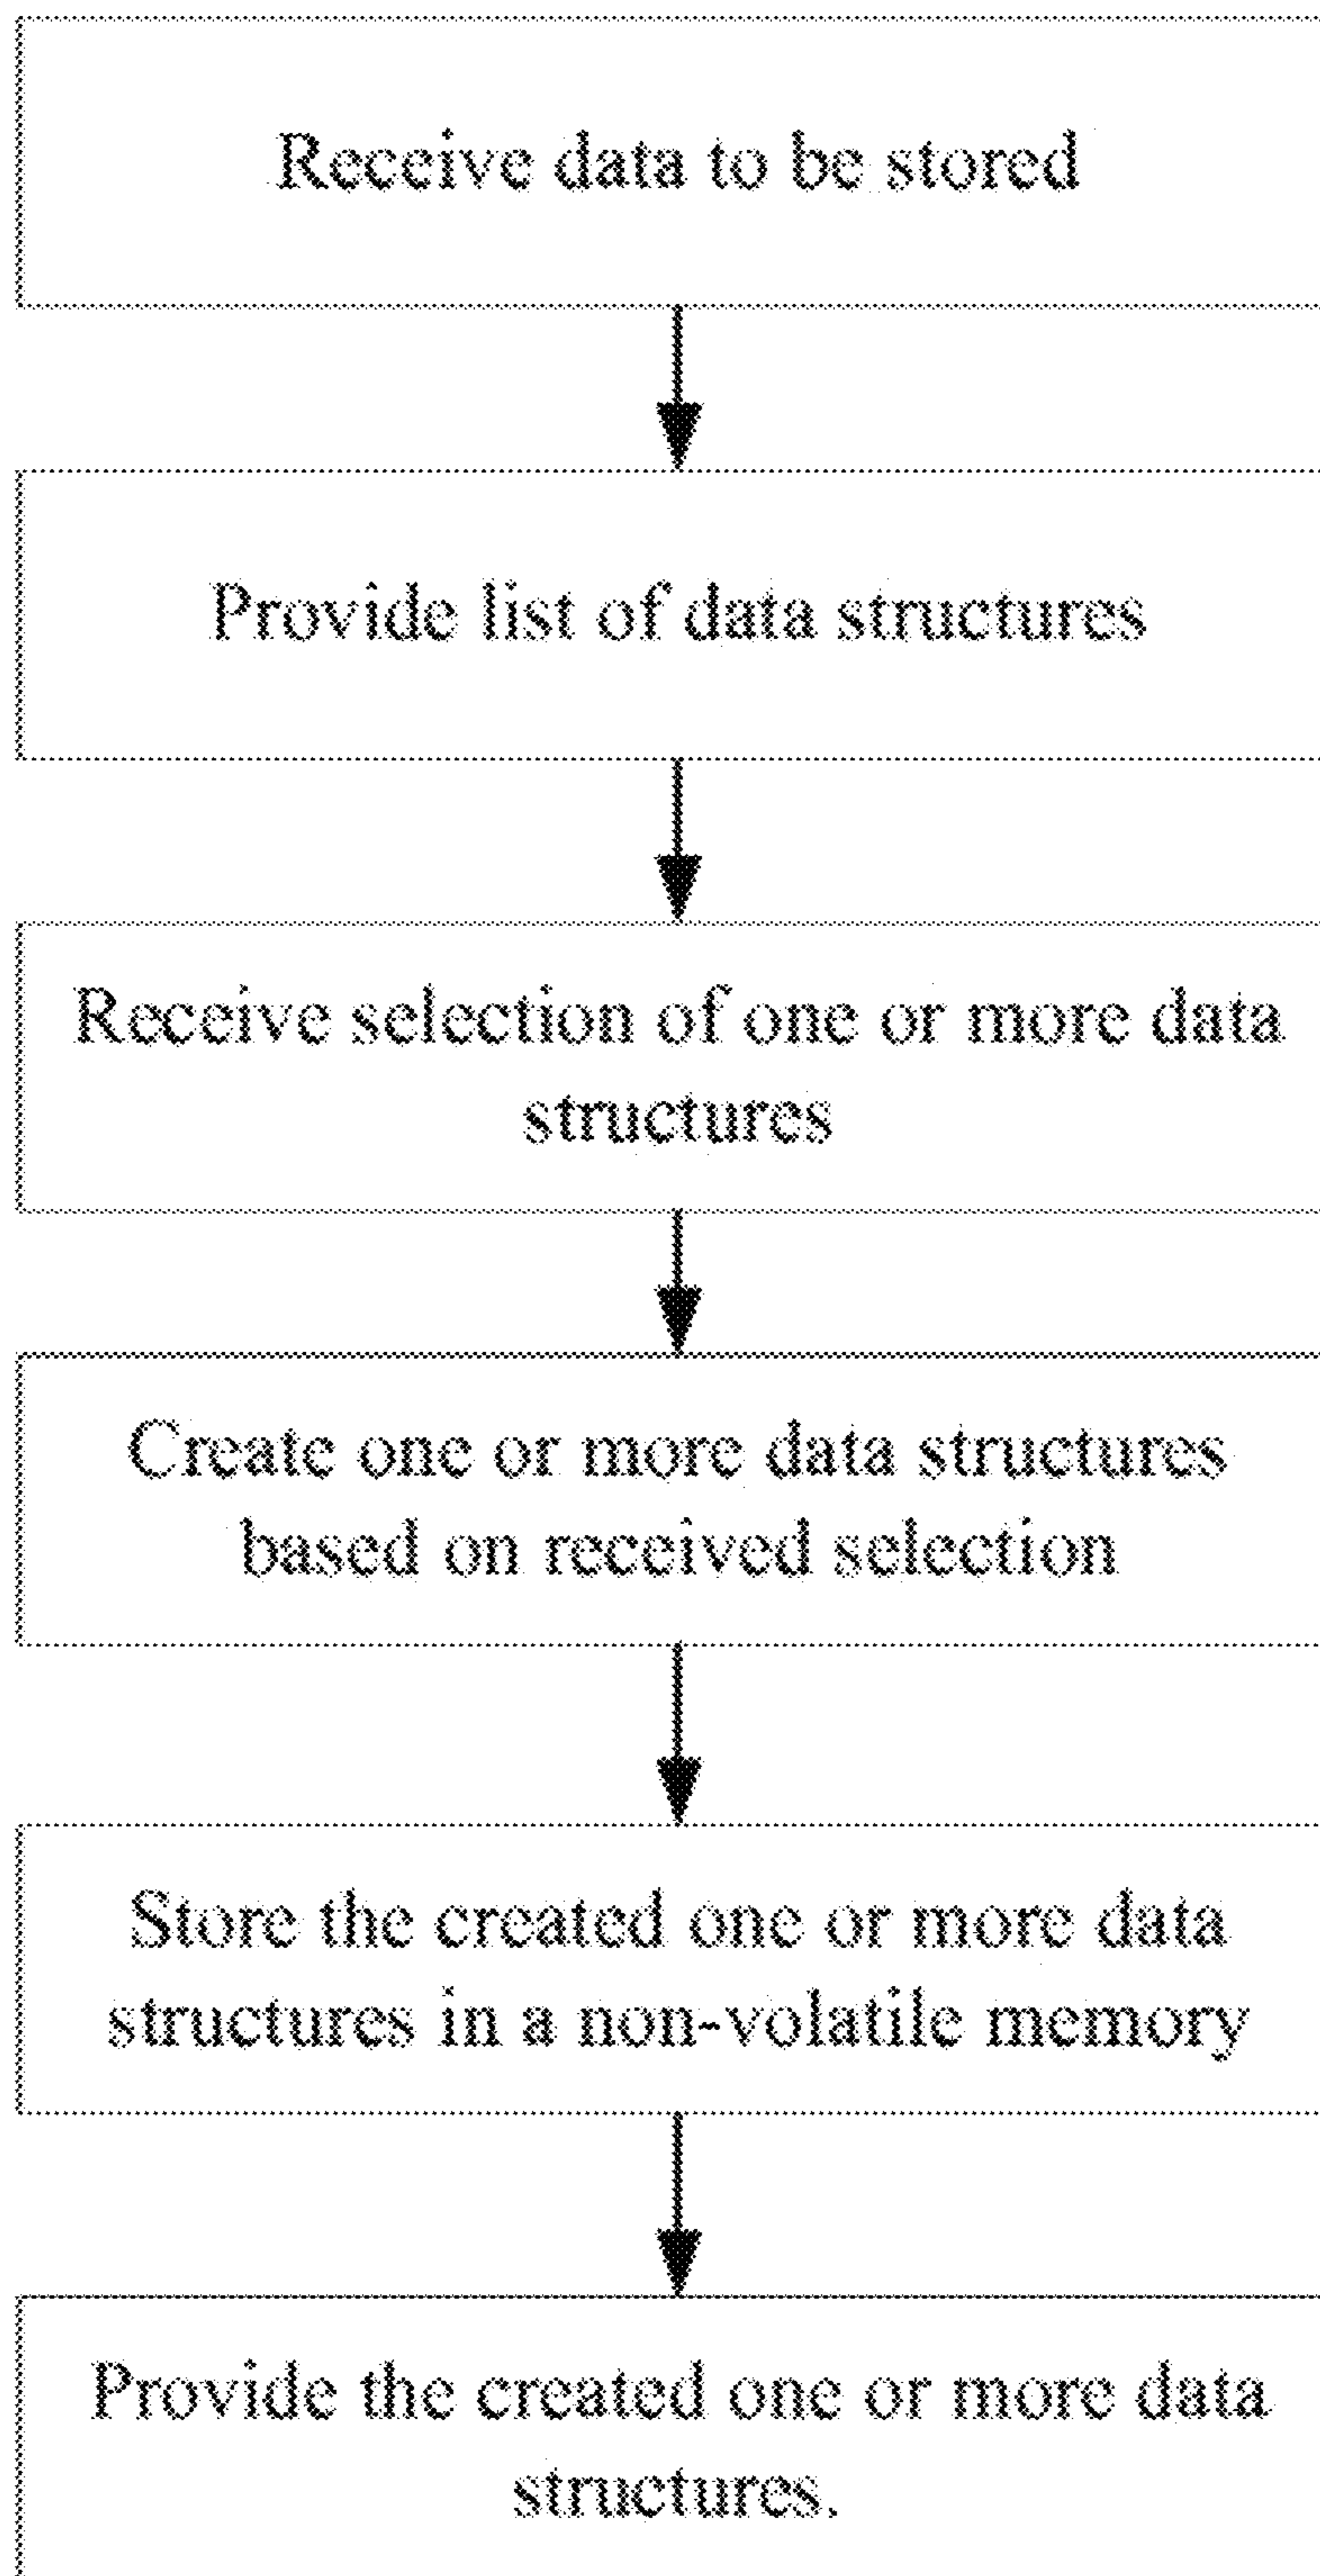 Receive data to be stored
Provide list of data structures
Receive selection of one or more data
structures
Create one or more data structures
based on received selection
Store the created one or more data
structures in a non-volatile memory
Provide the created one or more data
structures.